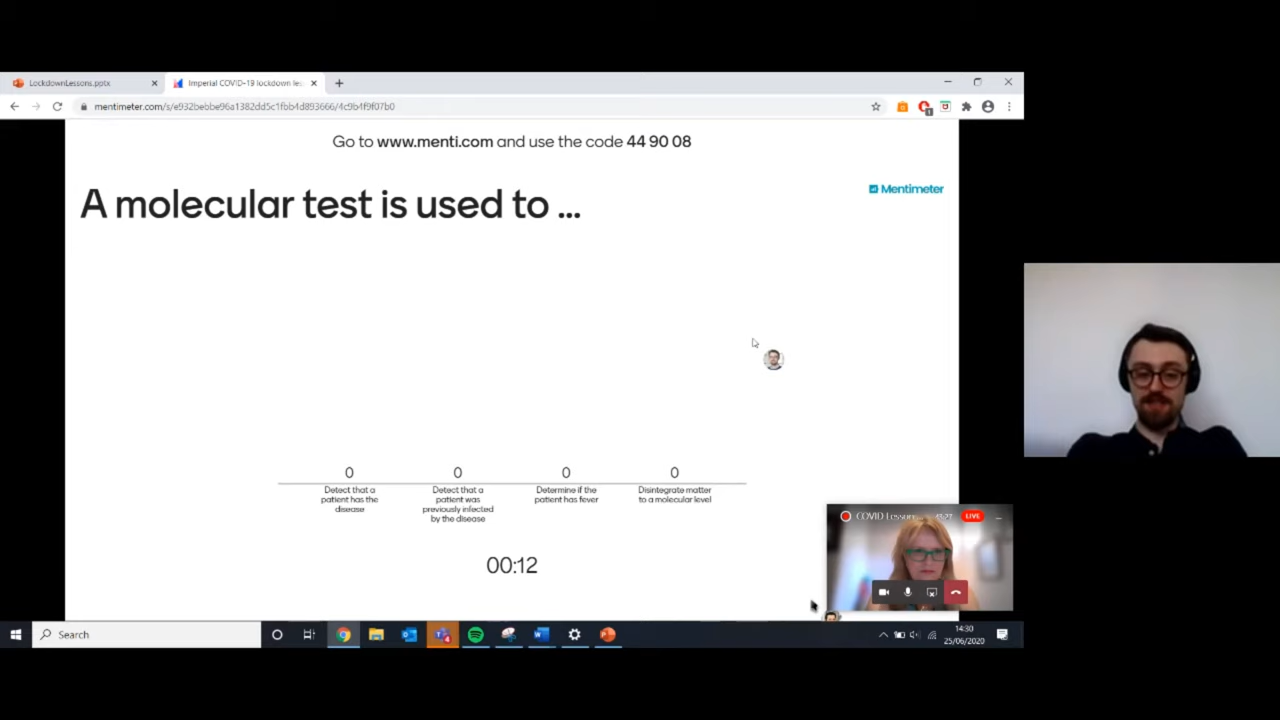 LockdownLessons.pptx
Imperial COVID-19 lockdown les
mentimeter.com/s/e932bebbe96a1382dd5c1fbb4d893666/4c9b4f9f07b0
Go to www.menti.com and use the code 44 90 08
Mentimeter
A molecular test is used to ...
0
0
0
0
Detect that a
patient has the
disease
Detect that a
patient was
previously infected
by the disease
Determine if the
patient has fever
Disintegrate matter
to a molecular level
00:12
COVID Lesson
LIVE
Search
14:30
25/06/2020